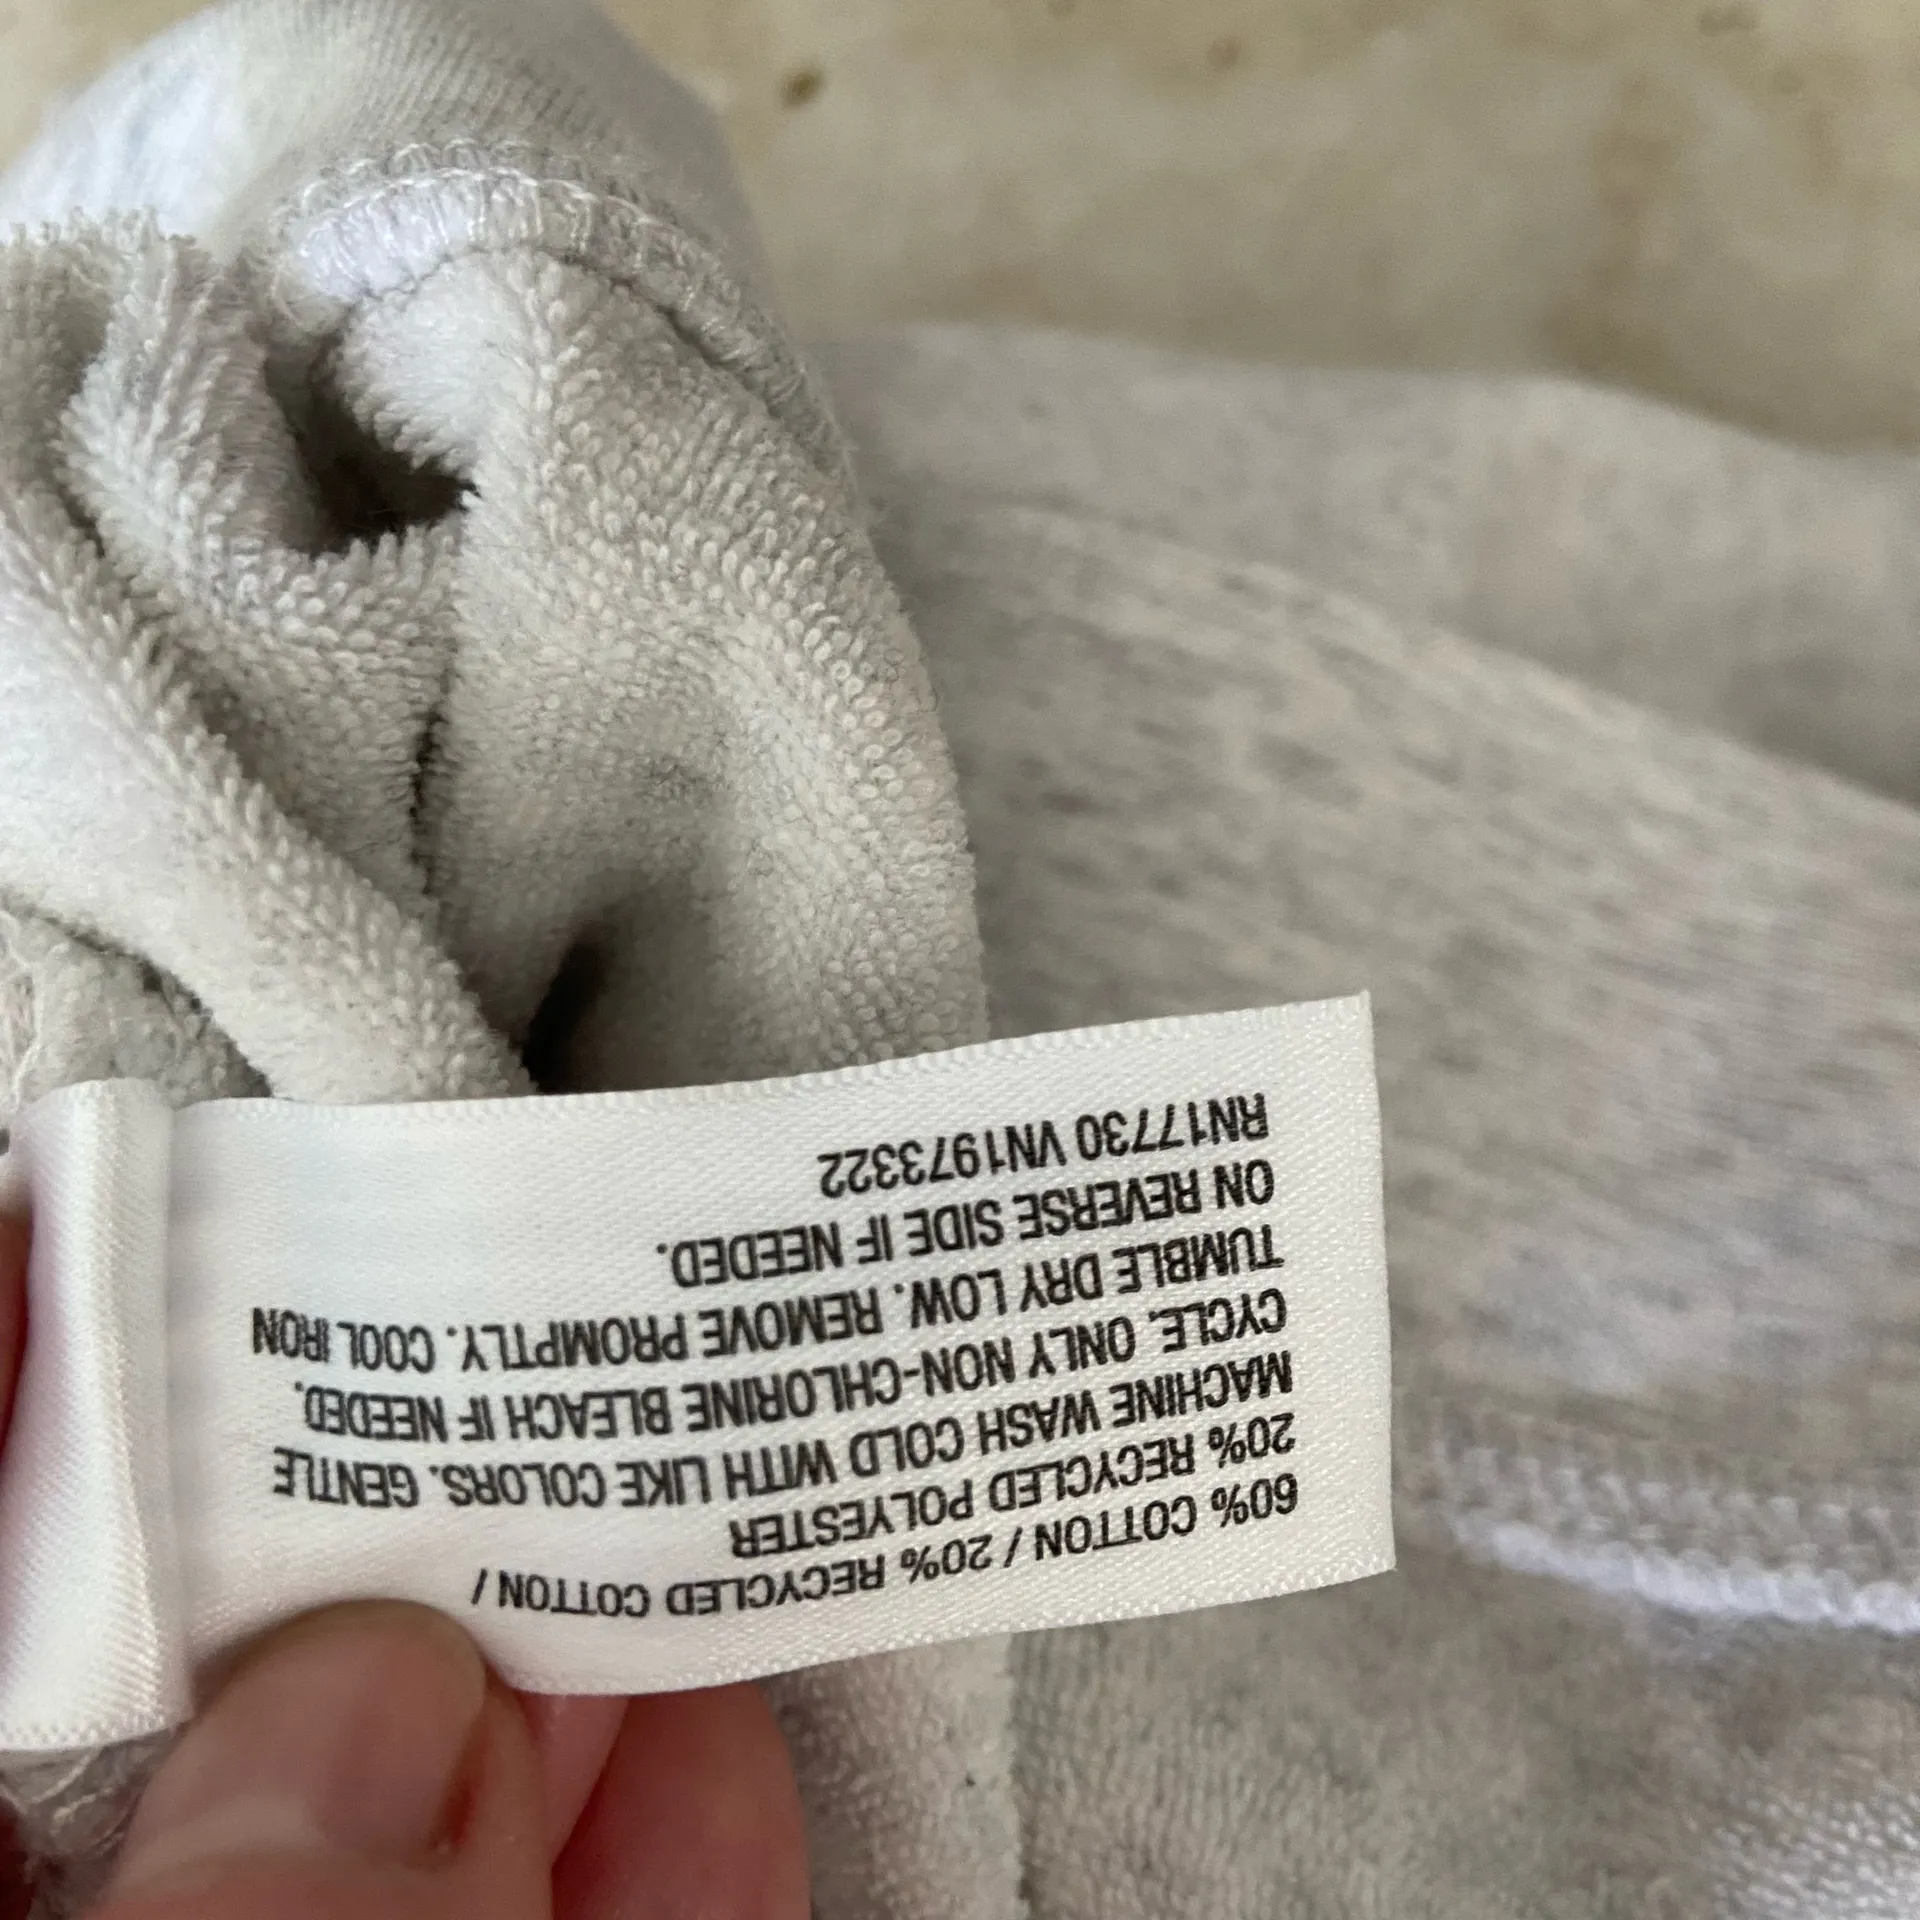 60% COTTON / 20% RECYCLED COTTON /
20% RECYCLED POLYESTER
MACHINE WASH COLD WITH LIKE COLORS. GENTLE
CYCLE. ONLY NON-CHLORINE BLEACH IF NEEDED.
TUMBLE DRY LOW. REMOVE PROMPTLY. COOL IRON
ON REVERSE SIDE IF NEEDED.
RN17730 VN1973322